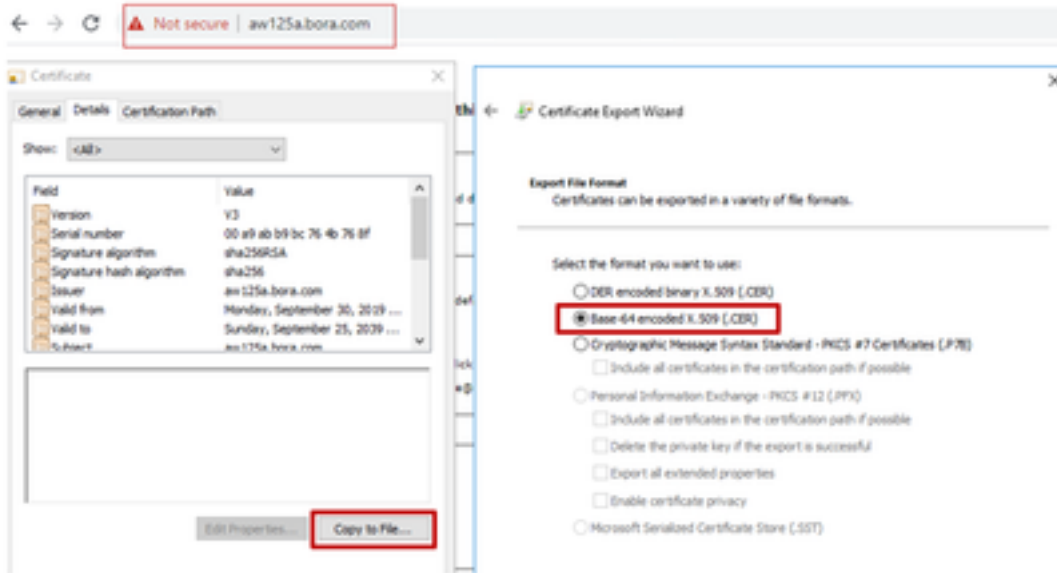 Not secure | aw125a.bora.com
Certificate
General Details Certification Path
Show: <All>
Field Value
Version V3
Serial number 00 a9 ab b9 bc 76 4b 76 8f
Signature algorithm sha256RSA
Signature hash algorithm sha256
Issuer aw125a.bora.com
Valid from Monday, September 30, 2019 ...
Valid to Sunday, September 25, 2039 ...
Subject aw125a.bora.com
Edit Properties...
Copy to File...
Certificate Export Wizard
Export File Format
Certificates can be exported in a variety of file formats.
Select the format you want to use:
DER encoded binary X.509 (.CER)
Base-64 encoded X.509 (.CER)
Cryptographic Message Syntax Standard - PKCS #7 Certificates (.P7B)
Include all certificates in the certification path if possible
Personal Information Exchange - PKCS #12 (.PFX)
Include all certificates in the certification path if possible
Delete the private key if the export is successful
Export all extended properties
Enable certificate privacy
Microsoft Serialized Certificate Store (.SST)